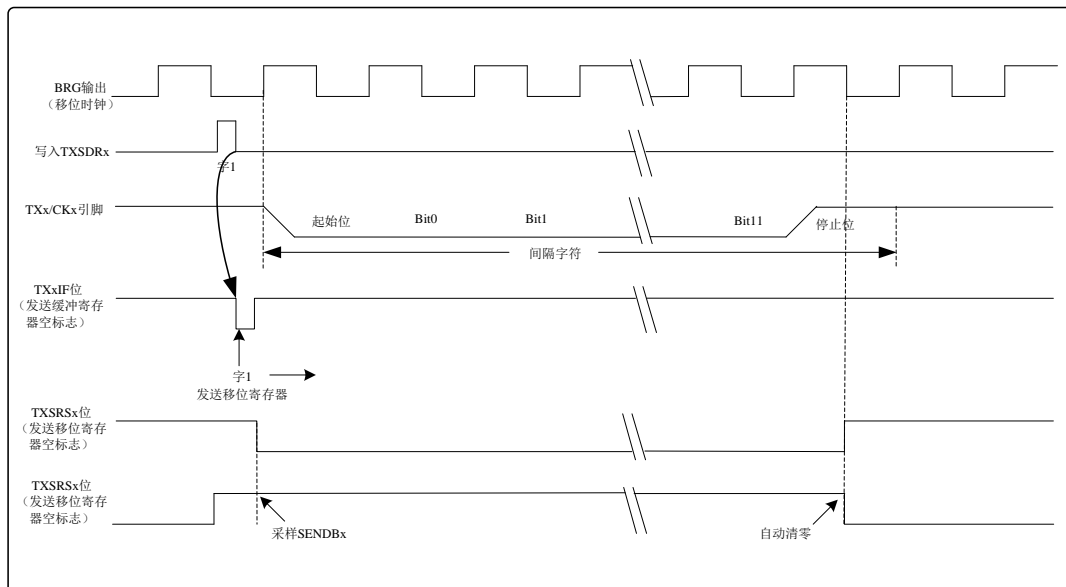 BRG输出
（移位时钟）
写入TXSDRx
字1
TXx/CKx引脚
起始位
Bit0
Bit1
Bit11
停止位
间隔字符
TXxIF位
（发送缓冲寄存
器空标志）
字1
发送移位寄存器
TXSRSx位
（发送移位寄存
器空标志）
TXSRSx位
（发送移位寄存
器空标志）
采样SENDBx
自动清零